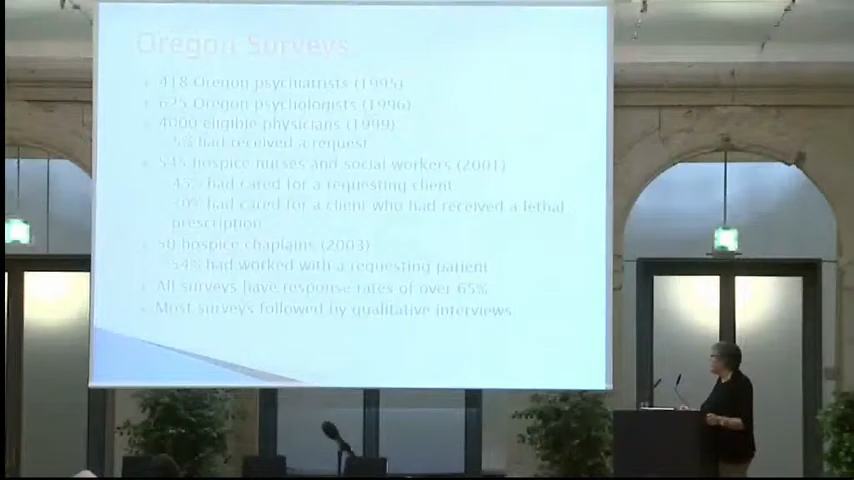 Oregon Surveys
418 Oregon psychiatrists (1995)
625 Oregon psychologists (1996)
4000 eligible physicians (1999)
5% had received a request
545 hospice nurses and social workers (2001)
45% had cared for a requesting client
30% had cared for a client who had received a lethal
prescription
50 hospice chaplains (2003)
54% had worked with a requesting patient
All surveys have response rates of over 65%
Most surveys followed by qualitative interviews